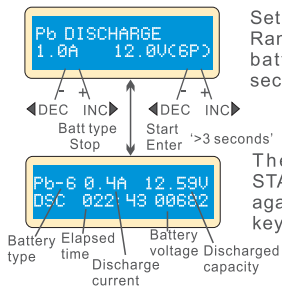 Pb DISCHARGE
1.0A 12.0V(6P)
- + - +
DEC INC DEC INC
Batt type Start
Stop Enter '>3 seconds'
Pb-6 0.4A 12.59V
DSC 022:43 00682
Battery type
Elapsed time
Discharge current
Battery voltage
Discharged capacity
Set
Ran
batt
sec
The
STA
aga
key